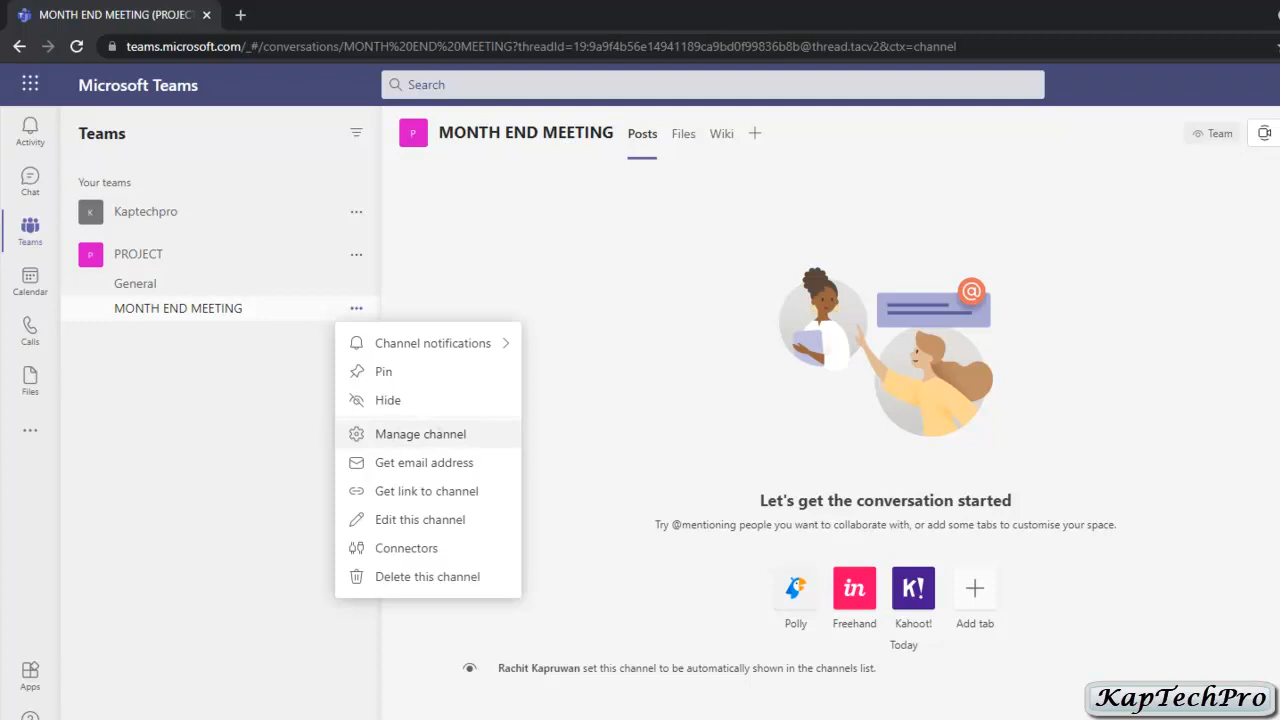 MONTH END MEETING (PROJEC
teams.microsoft.com/_#/conversations/MONTH%20END%20MEETING?threadId=19:9a9f4b56e14941189ca9bd0f99836b8b@thread.tacv2&ctx=channel
Microsoft Teams
Search
Activity
Chat
Teams
Calendar
Calls
Files
Apps
Teams
Your teams
K
Kaptechpro
P
PROJECT
General
MONTH END MEETING
Channel notifications
Pin
Hide
Manage channel
Get email address
Get link to channel
Edit this channel
Connectors
Delete this channel
P
MONTH END MEETING
Posts
Files
Wiki
Team
@
Let's get the conversation started
Try @mentioning people you want to collaborate with, or add some tabs to customise your space.
in
K!
Polly
Freehand
Kahoot!
Add tab
Today
Rachit Kapruwan set this channel to be automatically shown in the channels list.
KapTechPro